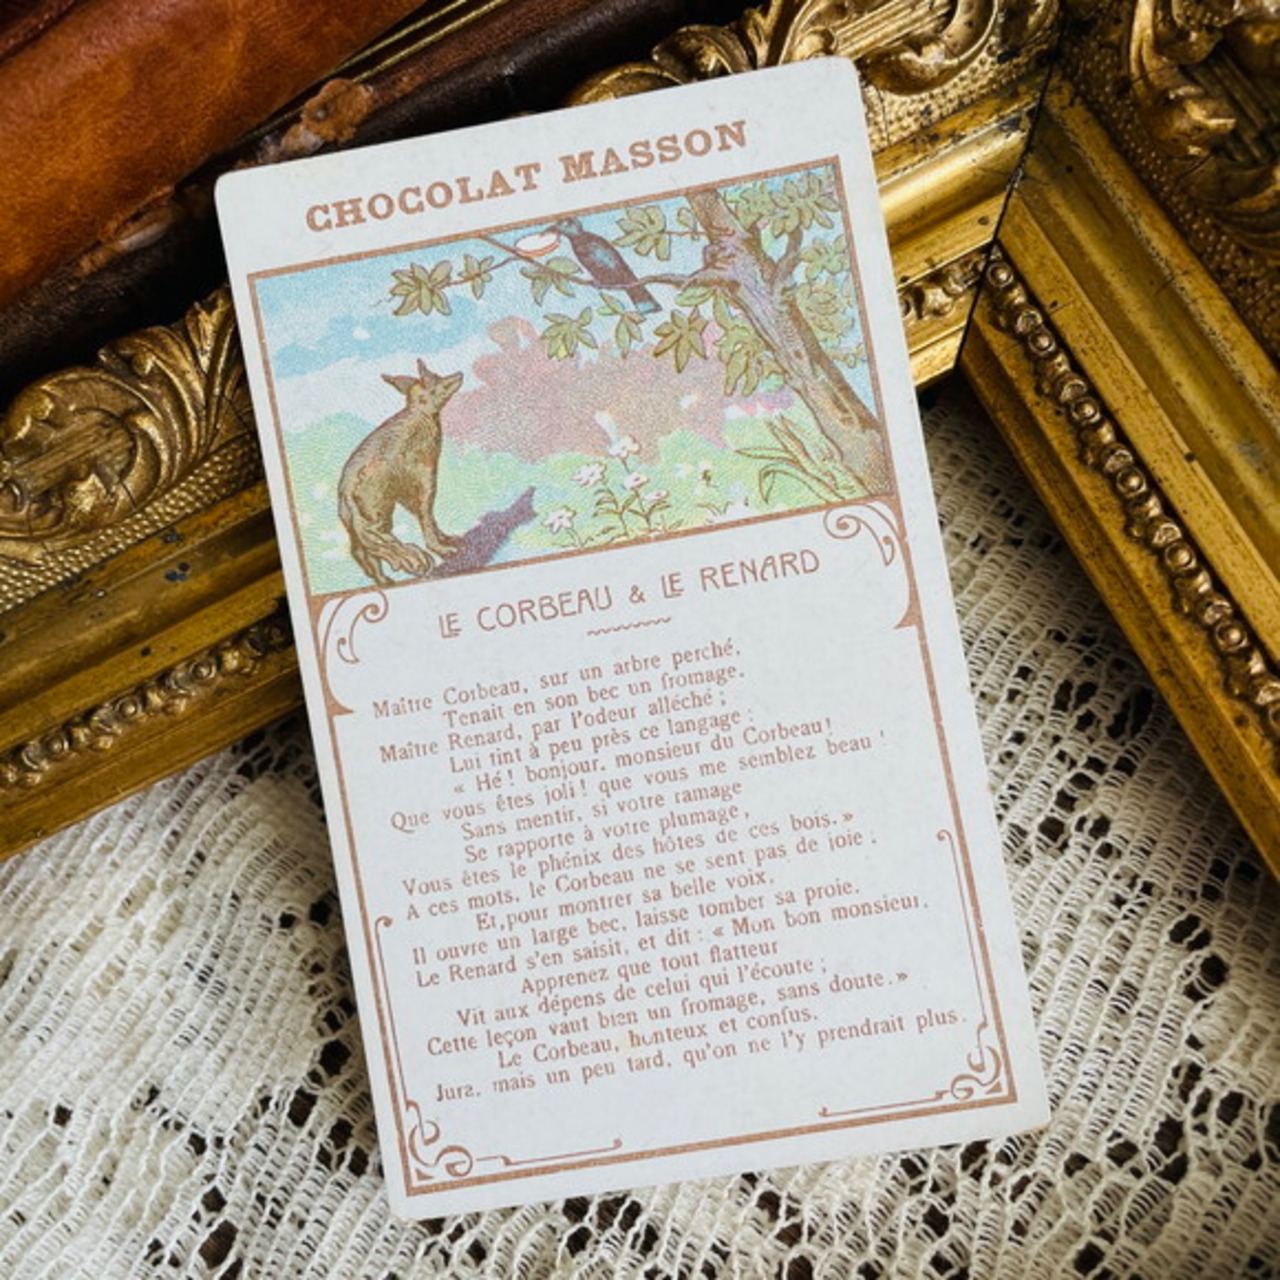 CHOCOLAT MASSON
LE CORBEAU & LE RENARD
Maître Corbeau, sur un arbre perché,
Tenait en son bec un fromage.
Maître Renard, par l'odeur alléché ;
Lui tint à peu près ce langage :
« Hé ! bonjour, monsieur du Corbeau !
Que vous êtes joli ! que vous me semblez beau !
Sans mentir, si votre ramage
Se rapporte à votre plumage,
Vous êtes le phénix des hôtes de ces bois. »
A ces mots, le Corbeau ne se sent pas de joie ;
Et, pour montrer sa belle voix,
Il ouvre un large bec, laisse tomber sa proie.
Le Renard s'en saisit, et dit : « Mon bon monsieur,
Apprenez que tout flatteur
Vit aux dépens de celui qui l'écoute ;
Cette leçon vaut bien un fromage, sans doute. »
Le Corbeau, honteux et confus,
Jura, mais un peu tard, qu'on ne l'y prendrait plus.